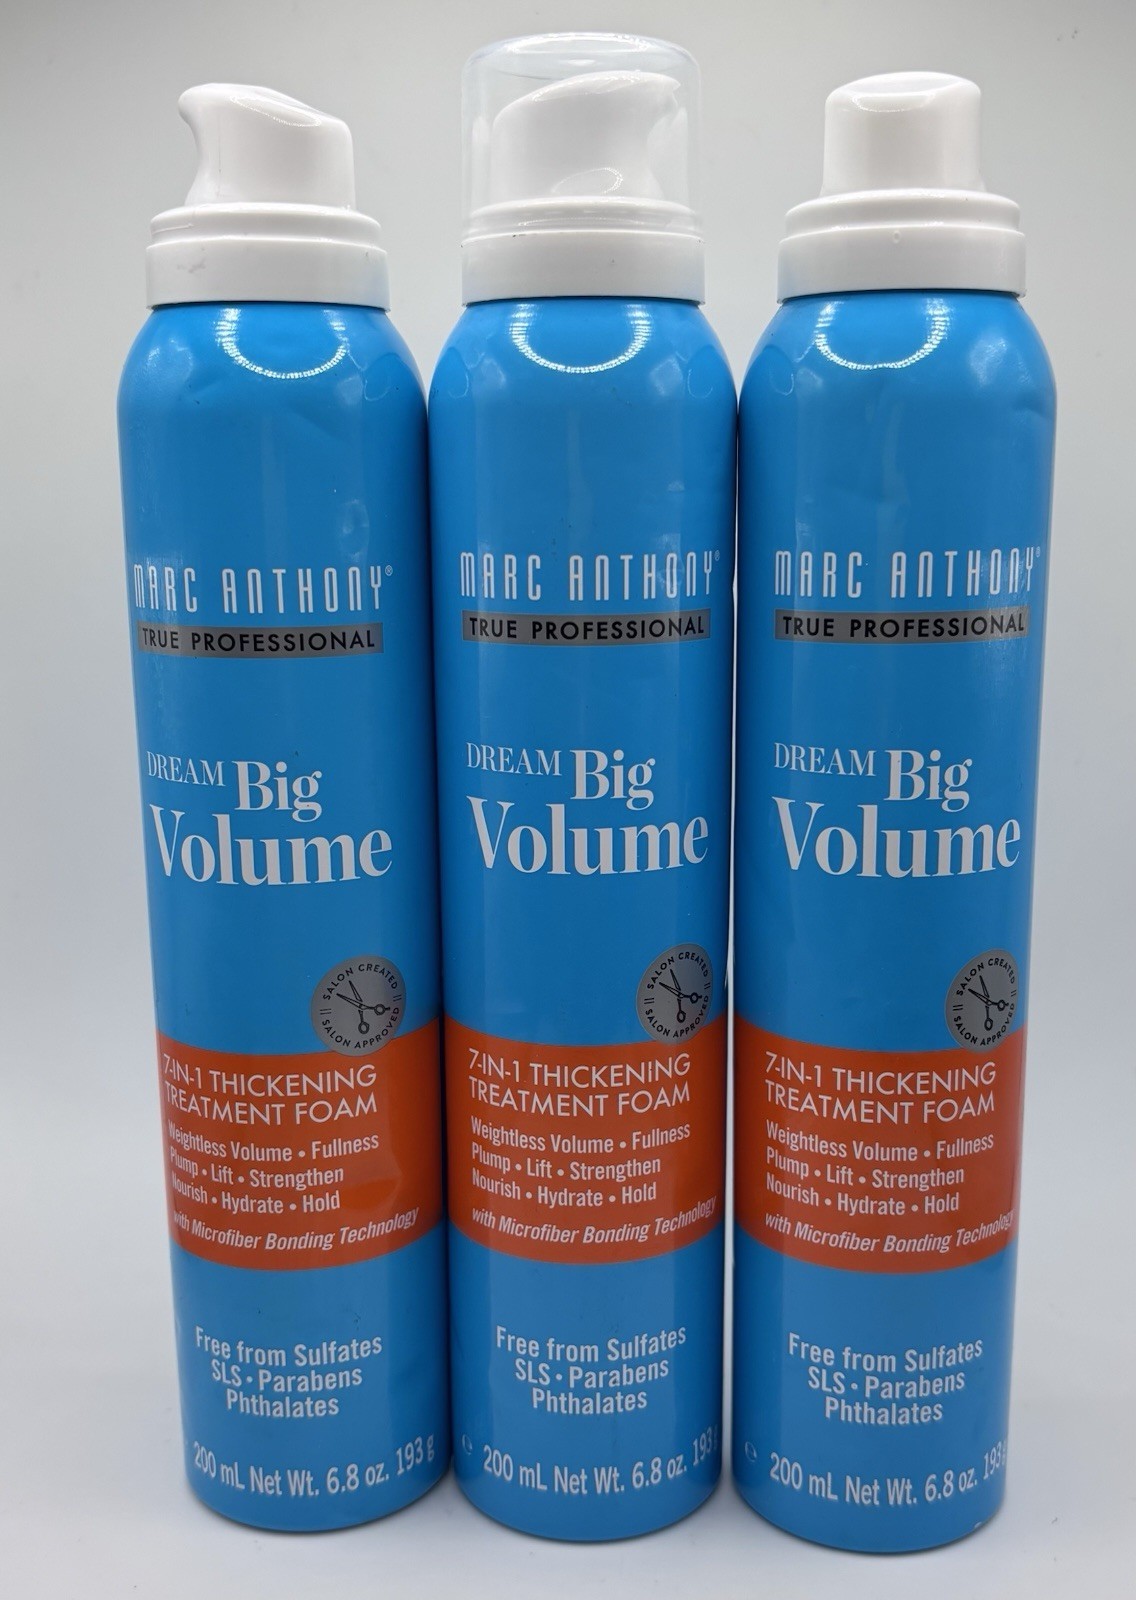 MARC ANTHONY®
TRUE PROFESSIONAL
DREAM Big
Volume
SALON CREATED
SALON APPROVED
7-IN-1 THICKENING
TREATMENT FOAM
Weightless Volume • Fullness
Plump • Lift • Strengthen
Nourish • Hydrate • Hold
with Microfiber Bonding Technology
Free from Sulfates
SLS • Parabens
Phthalates
200 mL Net Wt. 6.8 oz. 193 g
MARC ANTHONY®
TRUE PROFESSIONAL
DREAM Big
Volume
SALON CREATED
SALON APPROVED
7-IN-1 THICKENING
TREATMENT FOAM
Weightless Volume • Fullness
Plump • Lift • Strengthen
Nourish • Hydrate • Hold
with Microfiber Bonding Technology
Free from Sulfates
SLS • Parabens
Phthalates
℮ 200 mL Net Wt. 6.8 oz. 193
MARC ANTHONY®
TRUE PROFESSIONAL
DREAM Big
Volume
SALON CREATED
SALON APPROVED
7-IN-1 THICKENING
TREATMENT FOAM
Weightless Volume • Fullness
Plump • Lift • Strengthen
Nourish • Hydrate • Hold
with Microfiber Bonding Technology
Free from Sulfates
SLS • Parabens
Phthalates
℮ 200 mL Net Wt. 6.8 oz. 193